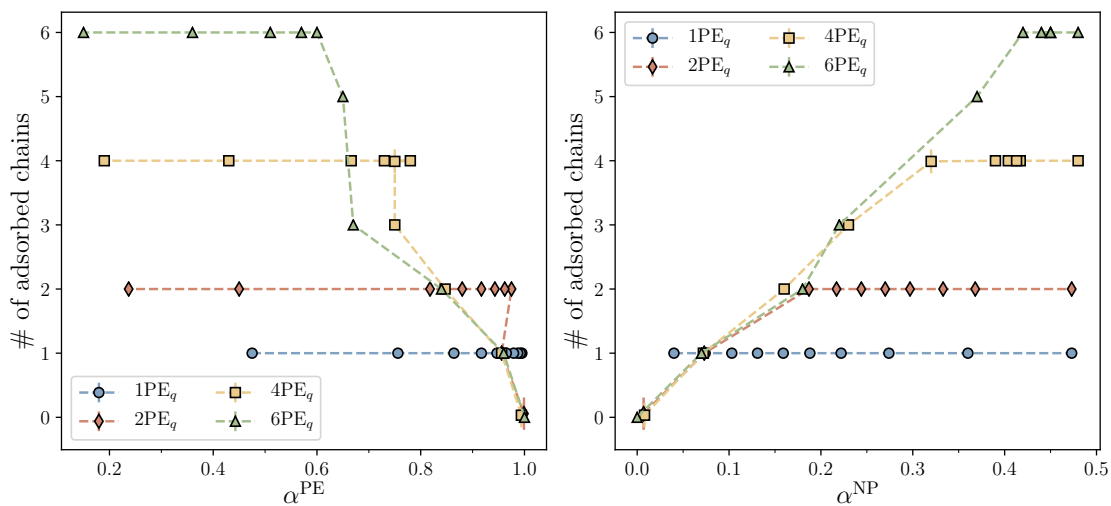 # of adsorbed chains
6
5
4
3
2
1
0
1PE_q
2PE_q
4PE_q
6PE_q
0.2 0.4 0.6 0.8 1.0
α^PE
# of adsorbed chains
6
5
4
3
2
1
0
1PE_q
2PE_q
4PE_q
6PE_q
0.0 0.1 0.2 0.3 0.4 0.5
α^NP